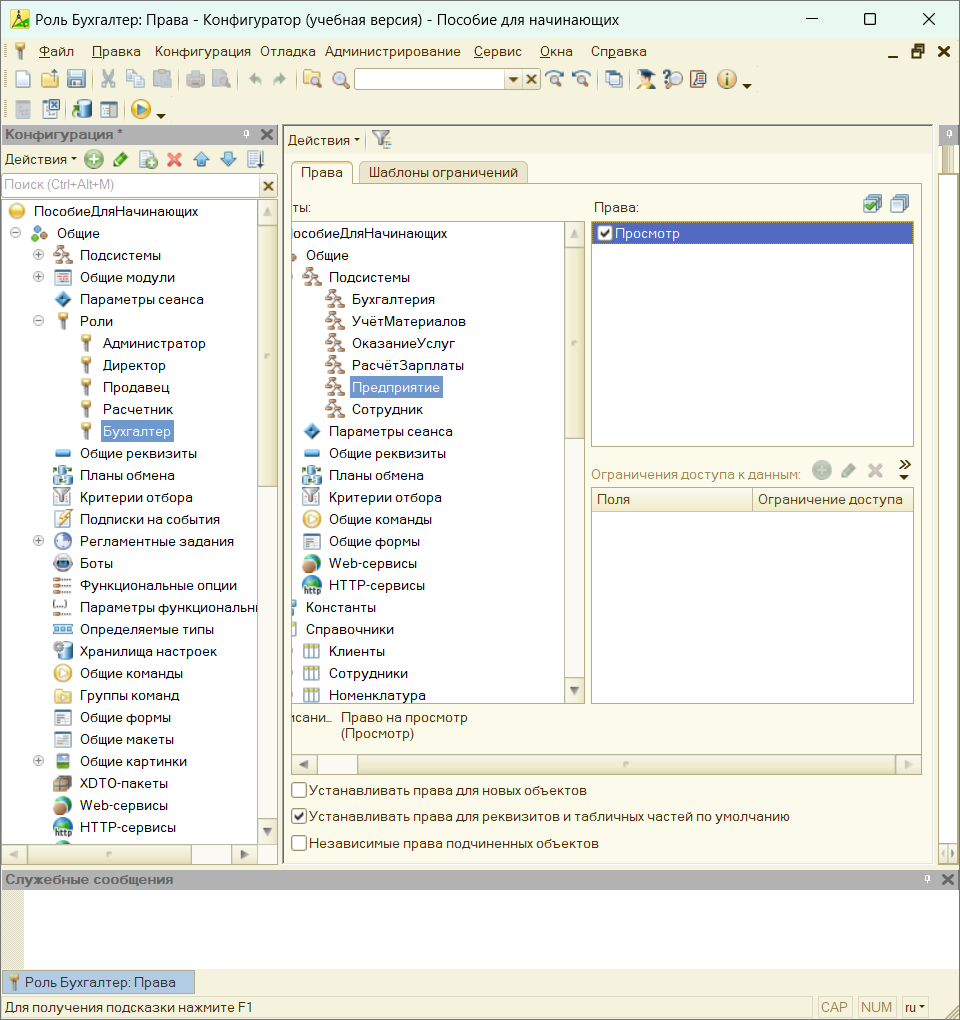 Роль Бухгалтер: Права - Конфигуратор (учебная версия) - Пособие для начинающих
Файл Правка Конфигурация Отладка Администрирование Сервис Окна Справка
Конфигурация *
Действия
Поиск (Ctrl+Alt+M)
ПособиеДляНачинающих
Общие
Подсистемы
Общие модули
Параметры сеанса
Роли
Администратор
Директор
Продавец
Расчетник
Бухгалтер
Общие реквизиты
Планы обмена
Критерии отбора
Подписки на события
Регламентные задания
Боты
Функциональные опции
Параметры функциональн
Определяемые типы
Хранилища настроек
Общие команды
Группы команд
Общие формы
Общие макеты
Общие картинки
XDTO-пакеты
Web-сервисы
HTTP-сервисы
Действия
Права Шаблоны ограничений
ты:
особиеДляНачинающих
Общие
Подсистемы
Бухгалтерия
УчётМатериалов
ОказаниеУслуг
РасчётЗарплаты
Предприятие
Сотрудник
Параметры сеанса
Общие реквизиты
Планы обмена
Критерии отбора
Общие команды
Общие формы
Web-сервисы
HTTP-сервисы
Константы
Справочники
Клиенты
Сотрудники
Номенклатура
Права:
Просмотр
Ограничения доступа к данным:
Поля Ограничение доступа
исани... Право на просмотр
(Просмотр)
Устанавливать права для новых объектов
Устанавливать права для реквизитов и табличных частей по умолчанию
Независимые права подчиненных объектов
Служебные сообщения
Роль Бухгалтер: Права
Для получения подсказки нажмите F1 CAP NUM ru